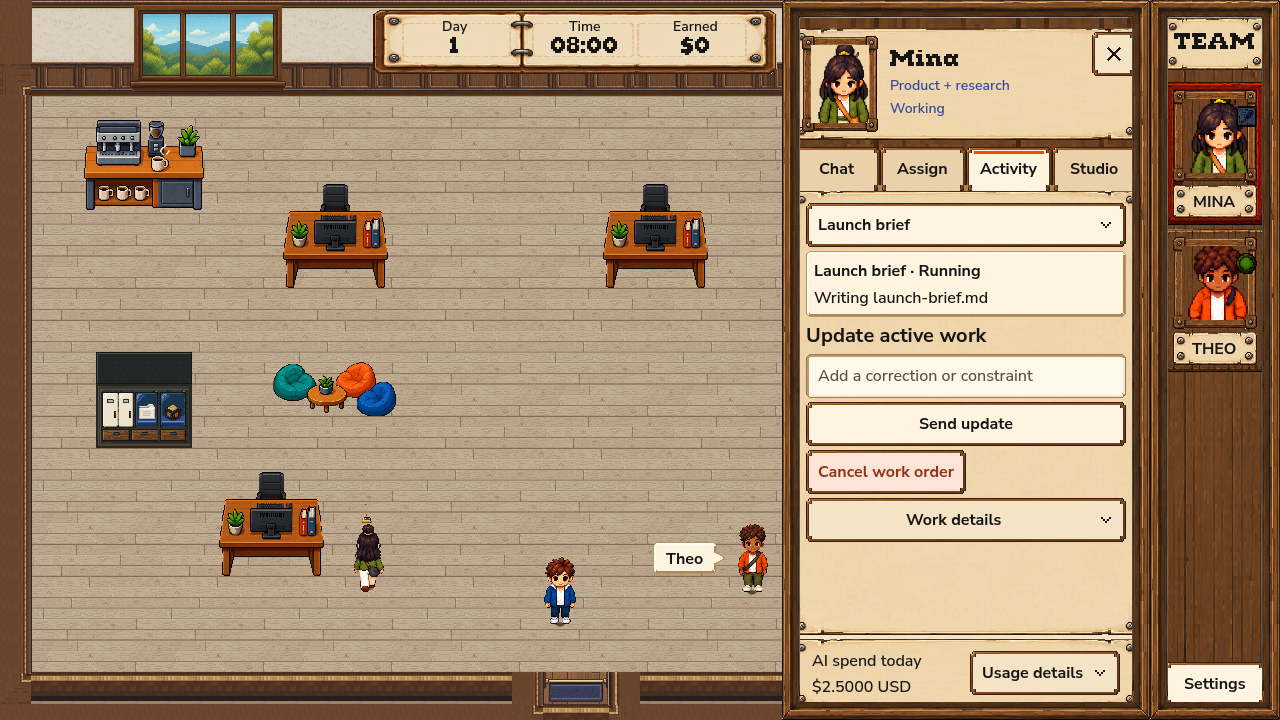 Day
1
Time
08:00
Earned
$0
Theo
Mina
Product + research
Working
Chat
Assign
Activity
Studio
Launch brief
Launch brief · Running
Writing launch-brief.md
Update active work
Add a correction or constraint
Send update
Cancel work order
Work details
AI spend today
$2.5000 USD
Usage details
TEAM
MINA
THEO
Settings